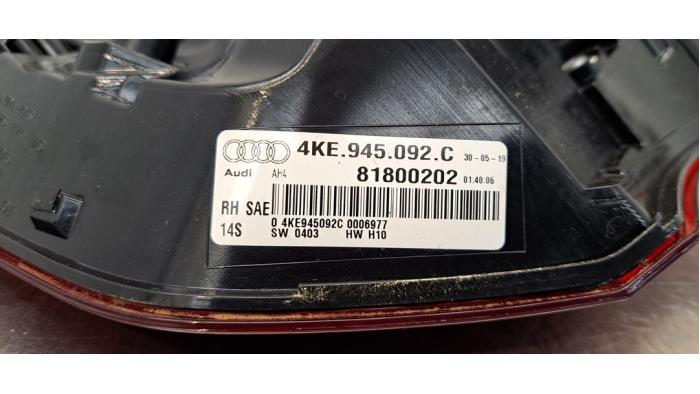 4KE.945.092.C 30-05-19
Audi AH4 81800202 01:40:06
RH SAE
0 4KE945092C 0006977
14S SW 0403 HW H10